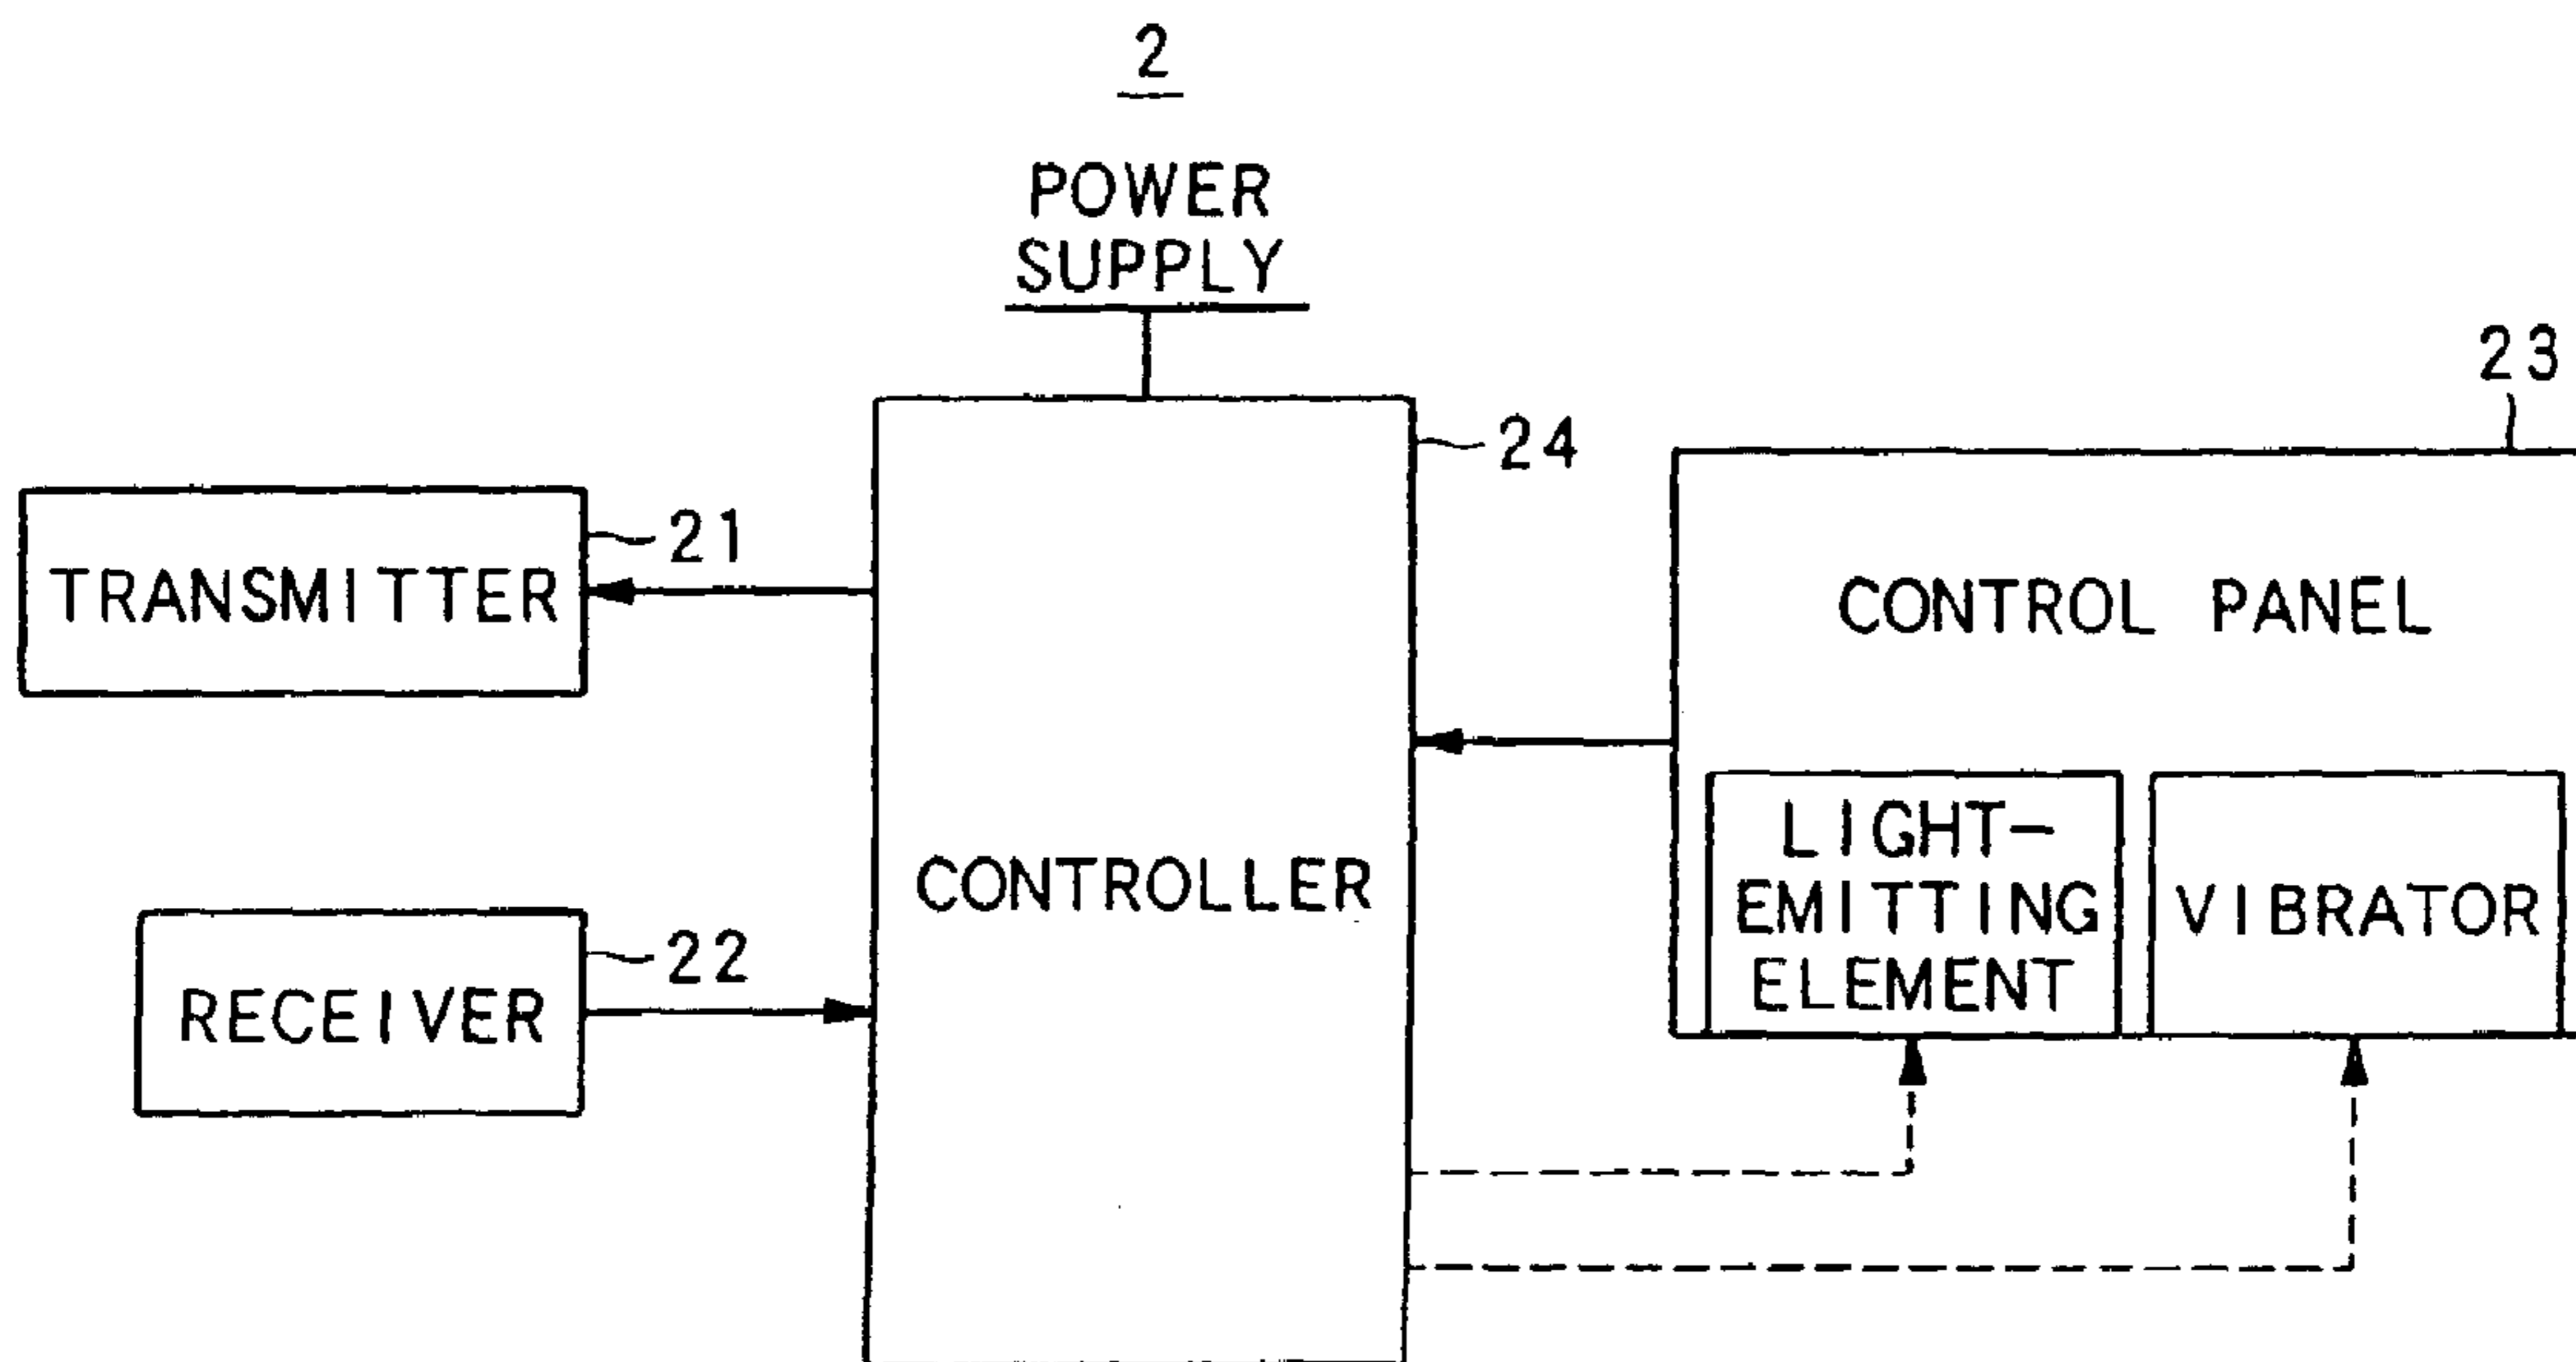 2
POWER
SUPPLY
23
24
21
TRANSMITTER
CONTROL PANEL
CONTROLLER
LIGHT-
EMITTING
ELEMENT
VIBRATOR
22
RECEIVER